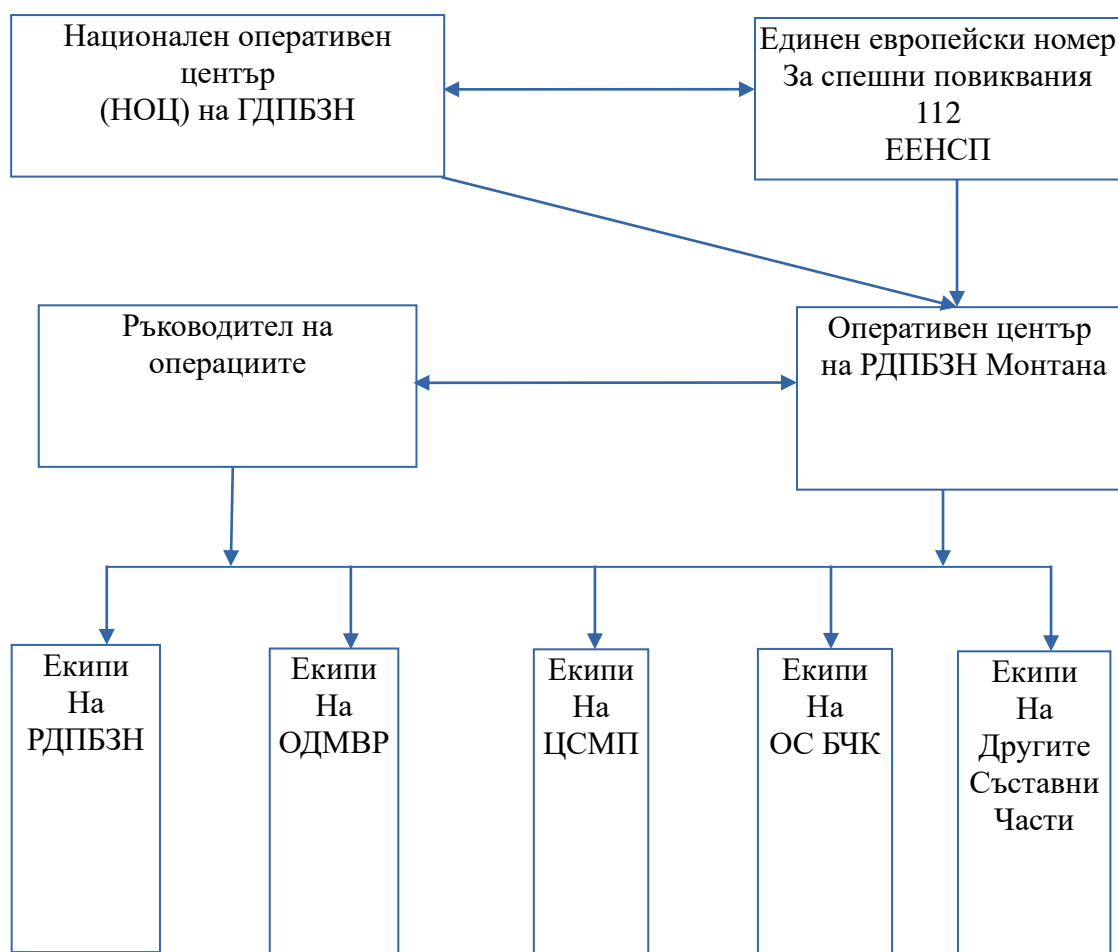 Национален оперативен
център
(НОЦ) на ГДПБЗН
Единен европейски номер
За спешни повиквания
112
ЕЕНСП
Ръководител на
операциите
Оперативен център
на РДПБЗН Монтана
Екипи
На
РДПБЗН
Екипи
На
ОДМВР
Екипи
На
ЦСМП
Екипи
На
ОС БЧК
Екипи
На
Другите
Съставни
Части